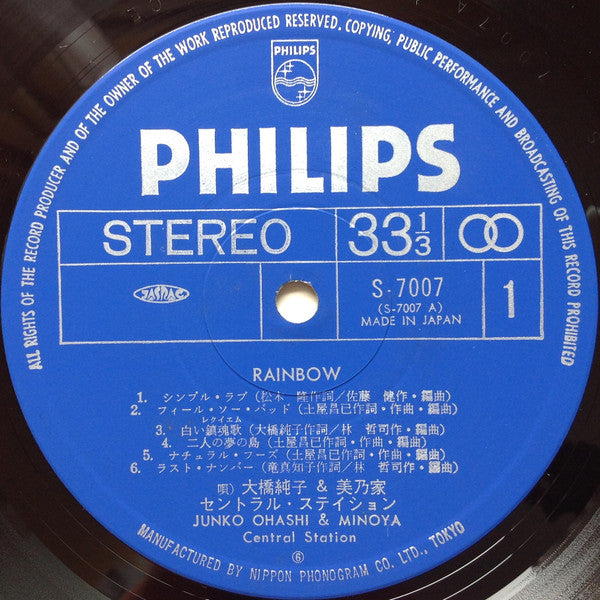 ALL RIGHTS OF THE RECORD PRODUCER AND OF THE OWNER OF THE WORK REPRODUCED RESERVED. COPYING, PUBLIC PERFORMANCE AND BROADCASTING OF THIS RECORD PROHIBITED
PHILIPS
PHILIPS
STEREO 33 1/3
JASRAC
S-7007
(S-7007 A)
MADE IN JAPAN
1
RAINBOW
1. シンプル・ラブ(松本 隆作詞/佐藤 健作・編曲)
2. フィール・ソー・バッド(土屋昌巳作詞・作曲・編曲)
レクイエム
3. 白い鎮魂歌(大橋純子作詞/林 哲司作・編曲)
4. 二人の夢の島(土屋昌巳作詞・作曲・編曲)
5. ナチュラル・フーズ(土屋昌巳作詞・作曲・編曲)
6. ラスト・ナンバー(竜真知子作詞/林 哲司作・編曲)
唄)大橋純子 & 美乃家
セントラル・ステイション
JUNKO OHASHI & MINOYA
Central Station
⑥
MANUFACTURED BY NIPPON PHONOGRAM CO. LTD., TOKYO